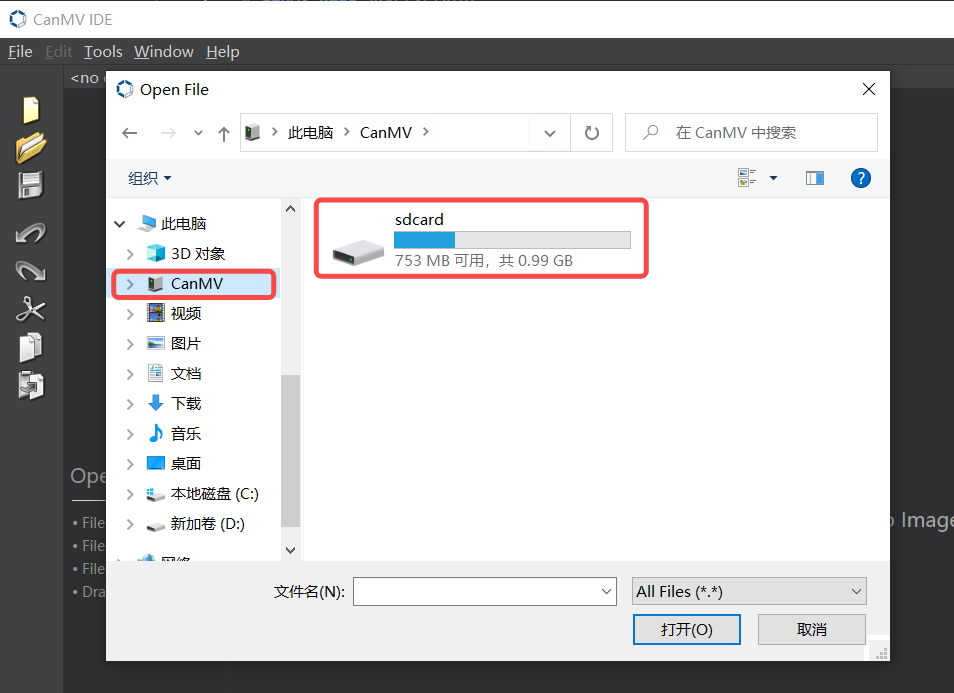 CanMV IDE
File Edit Tools Window Help
<no
Open File
此电脑 CanMV
在 CanMV 中搜索
组织
此电脑
3D 对象
CanMV
视频
图片
文档
下载
音乐
桌面
本地磁盘 (C:)
新加卷 (D:)
sdcard
753 MB 可用，共 0.99 GB
Ope
• File
• File
• File
• Dra
Image
文件名(N):
All Files (*.*)
打开(O)
取消